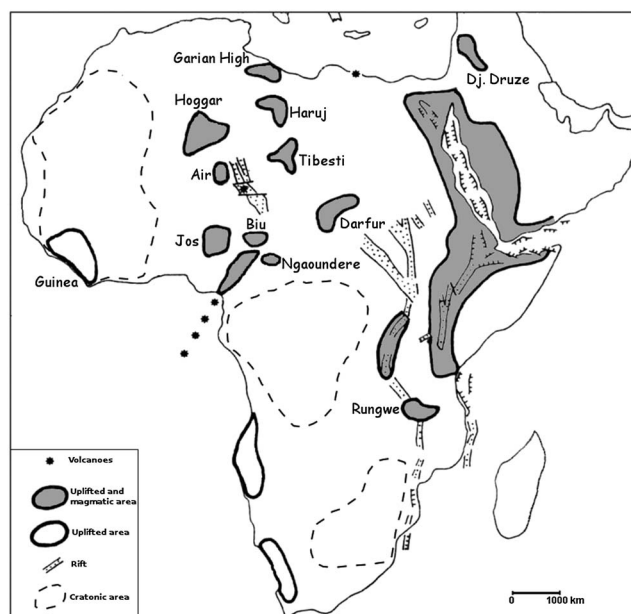 Garian High
Dj. Druze
Hoggar
Haruj
Tibesti
Air
Biu
Darfur
Jos
Ngaoundere
Guinea
Rungwe
Volcanoes
Uplifted and
magmatic area
Uplifted area
Rift
Cratonic area
0 1000 km